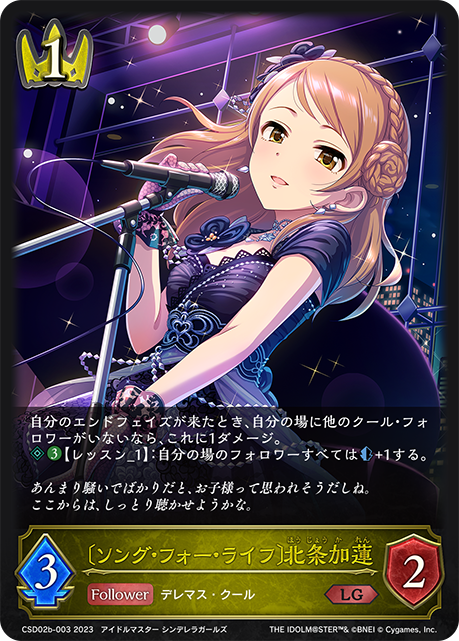 1
自分のエンドフェイズが来たとき、自分の場に他のクール・フォ
ロワーがいないなら、これに1ダメージ。
3【レッスン_1】：自分の場のフォロワーすべては+1する。
あんまり騒いでばかりだと、お子様って思われそうだしね。
ここからは、しっとり聴かせようかな。
ほうじょうかれん
〔ソング・フォー・ライフ〕北条加蓮
3
Follower デレマス・クール
LG
2
CSD02b-003 2023 アイドルマスター シンデレラガールズ
THE IDOLM@STER™& ©BNEI © Cygames, Inc.